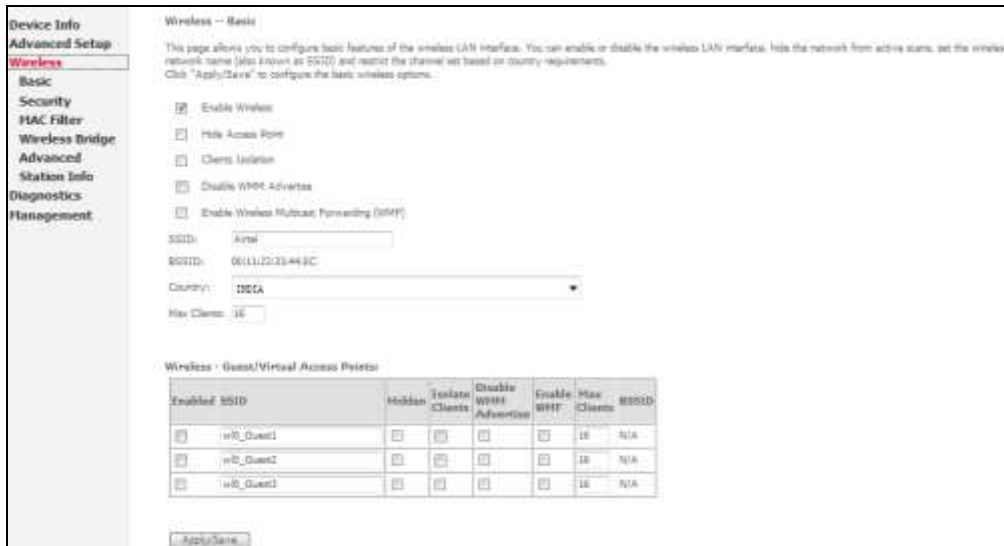 Device Info
Advanced Setup
Wireless
Basic
Security
MAC Filter
Wireless Bridge
Advanced
Station Info
Diagnostics
Management
Wireless -- Basic
This page allows you to configure basic features of the wireless LAN interface. You can enable or disable the wireless LAN interface, hide the network from active scans, set the wireless
network name (also known as SSID) and restrict the channel set based on country requirements.
Click "Apply/Save" to configure the basic wireless options.
Enable Wireless
Hide Access Point
Clients Isolation
Disable WMM Advertise
Enable Wireless Multicast Forwarding (WMF)
SSID: Airtel
BSSID:
Country: INDIA
Max Clients: 16
Wireless - Guest/Virtual Access Points:
Enabled SSID Hidden Isolate Clients Disable WMM Advertise Enable WMF Max Clients BSSID
wl0_Guest1 16 N/A
wl0_Guest2 16 N/A
wl0_Guest3 16 N/A
Apply/Save